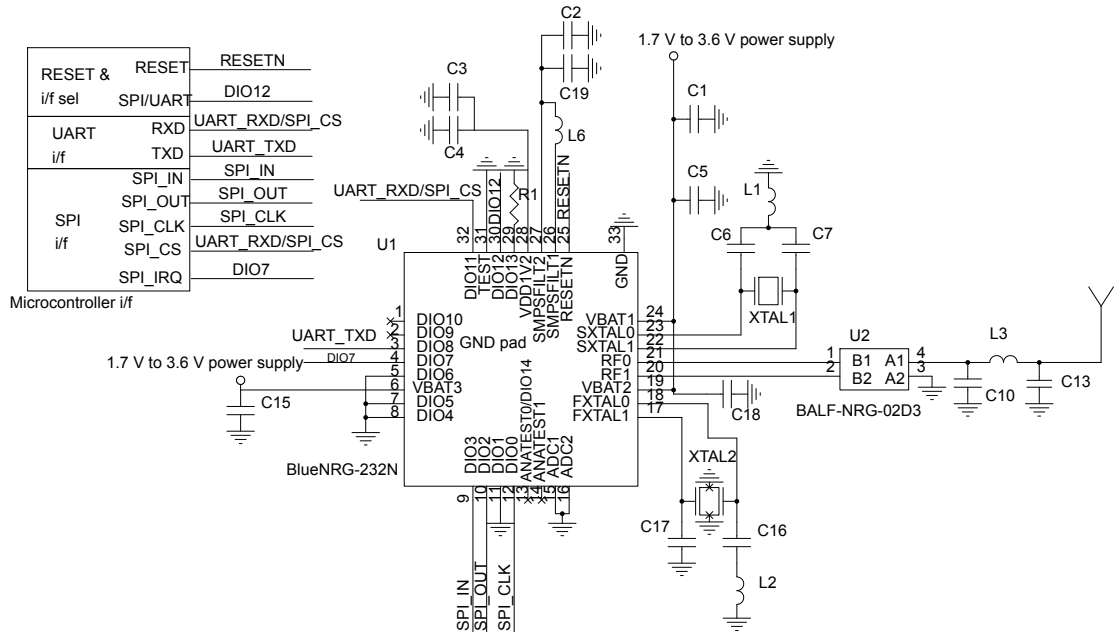 C2
1.7 V to 3.6 V power supply
RESET & i/f sel
RESET
RESETN
SPI/UART
DIO12
UART i/f
RXD
UART_RXD/SPI_CS
TXD
UART_TXD
SPI i/f
SPI_IN
SPI_IN
SPI_OUT
SPI_OUT
SPI_CLK
SPI_CLK
SPI_CS
UART_RXD/SPI_CS
SPI_IRQ
DIO7
Microcontroller i/f
C3
C4
C19
L6
C1
C5
L1
C6
C7
XTAL1
UART_RXD/SPI_CS
DIO12
R1
RESETN
U1
32
31
30
29
28
27
26
25
33
DIO11
TEST
DIO12
DIO13
VDD1V2
SMPSFILT2
SMPSFILT1
RESETN
GND
GND pad
1
DIO10
2
DIO9
UART_TXD
3
DIO8
DIO7
4
DIO7
5
DIO6
1.7 V to 3.6 V power supply
6
VBAT3
7
DIO5
8
DIO4
C15
VBAT1
24
SXTAL0
23
SXTAL1
22
RF0
21
RF1
20
VBAT2
19
FXTAL0
18
FXTAL1
17
C18
U2
1
B1
A1
4
2
B2
A2
3
BALF-NRG-02D3
L3
C10
C13
BlueNRG-232N
DIO3
DIO2
DIO1
DIO0
ANATEST0/DIO14
ANATEST1
ADC1
ADC2
9
10
11
12
13
14
15
16
SPI_IN
SPI_OUT
SPI_CLK
XTAL2
C17
C16
L2